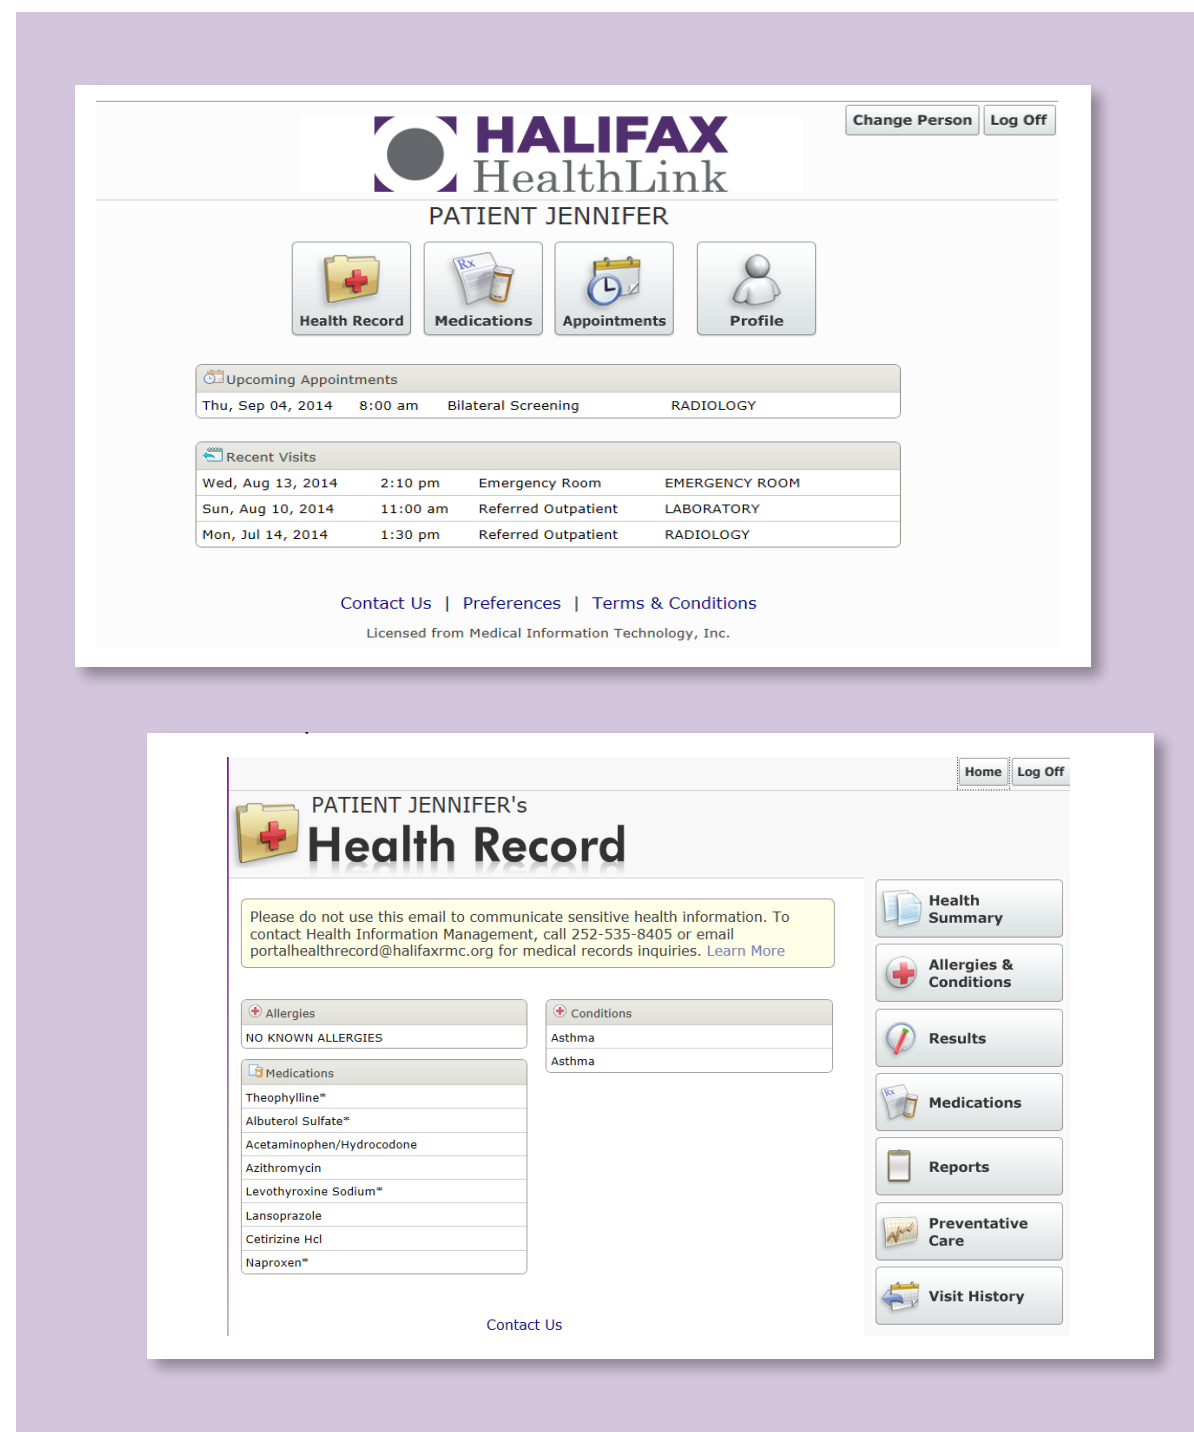 Change Person Log Off
HALIFAX
HealthLink
PATIENT JENNIFER
Health Record Medications Appointments Profile
Upcoming Appointments
Thu, Sep 04, 2014 8:00 am Bilateral Screening RADIOLOGY
Recent Visits
Wed, Aug 13, 2014 2:10 pm Emergency Room EMERGENCY ROOM
Sun, Aug 10, 2014 11:00 am Referred Outpatient LABORATORY
Mon, Jul 14, 2014 1:30 pm Referred Outpatient RADIOLOGY
Contact Us | Preferences | Terms & Conditions
Licensed from Medical Information Technology, Inc.
Home Log Off
PATIENT JENNIFER's
Health Record
Please do not use this email to communicate sensitive health information. To
contact Health Information Management, call 252-535-8405 or email
portalhealthrecord@halifaxrmc.org for medical records inquiries. Learn More
Allergies
NO KNOWN ALLERGIES
Medications
Theophylline*
Albuterol Sulfate*
Acetaminophen/Hydrocodone
Azithromycin
Levothyroxine Sodium*
Lansoprazole
Cetirizine Hcl
Naproxen*
Conditions
Asthma
Asthma
Health
Summary
Allergies &
Conditions
Results
Rx
Medications
Reports
Preventative
Care
Visit History
Contact Us